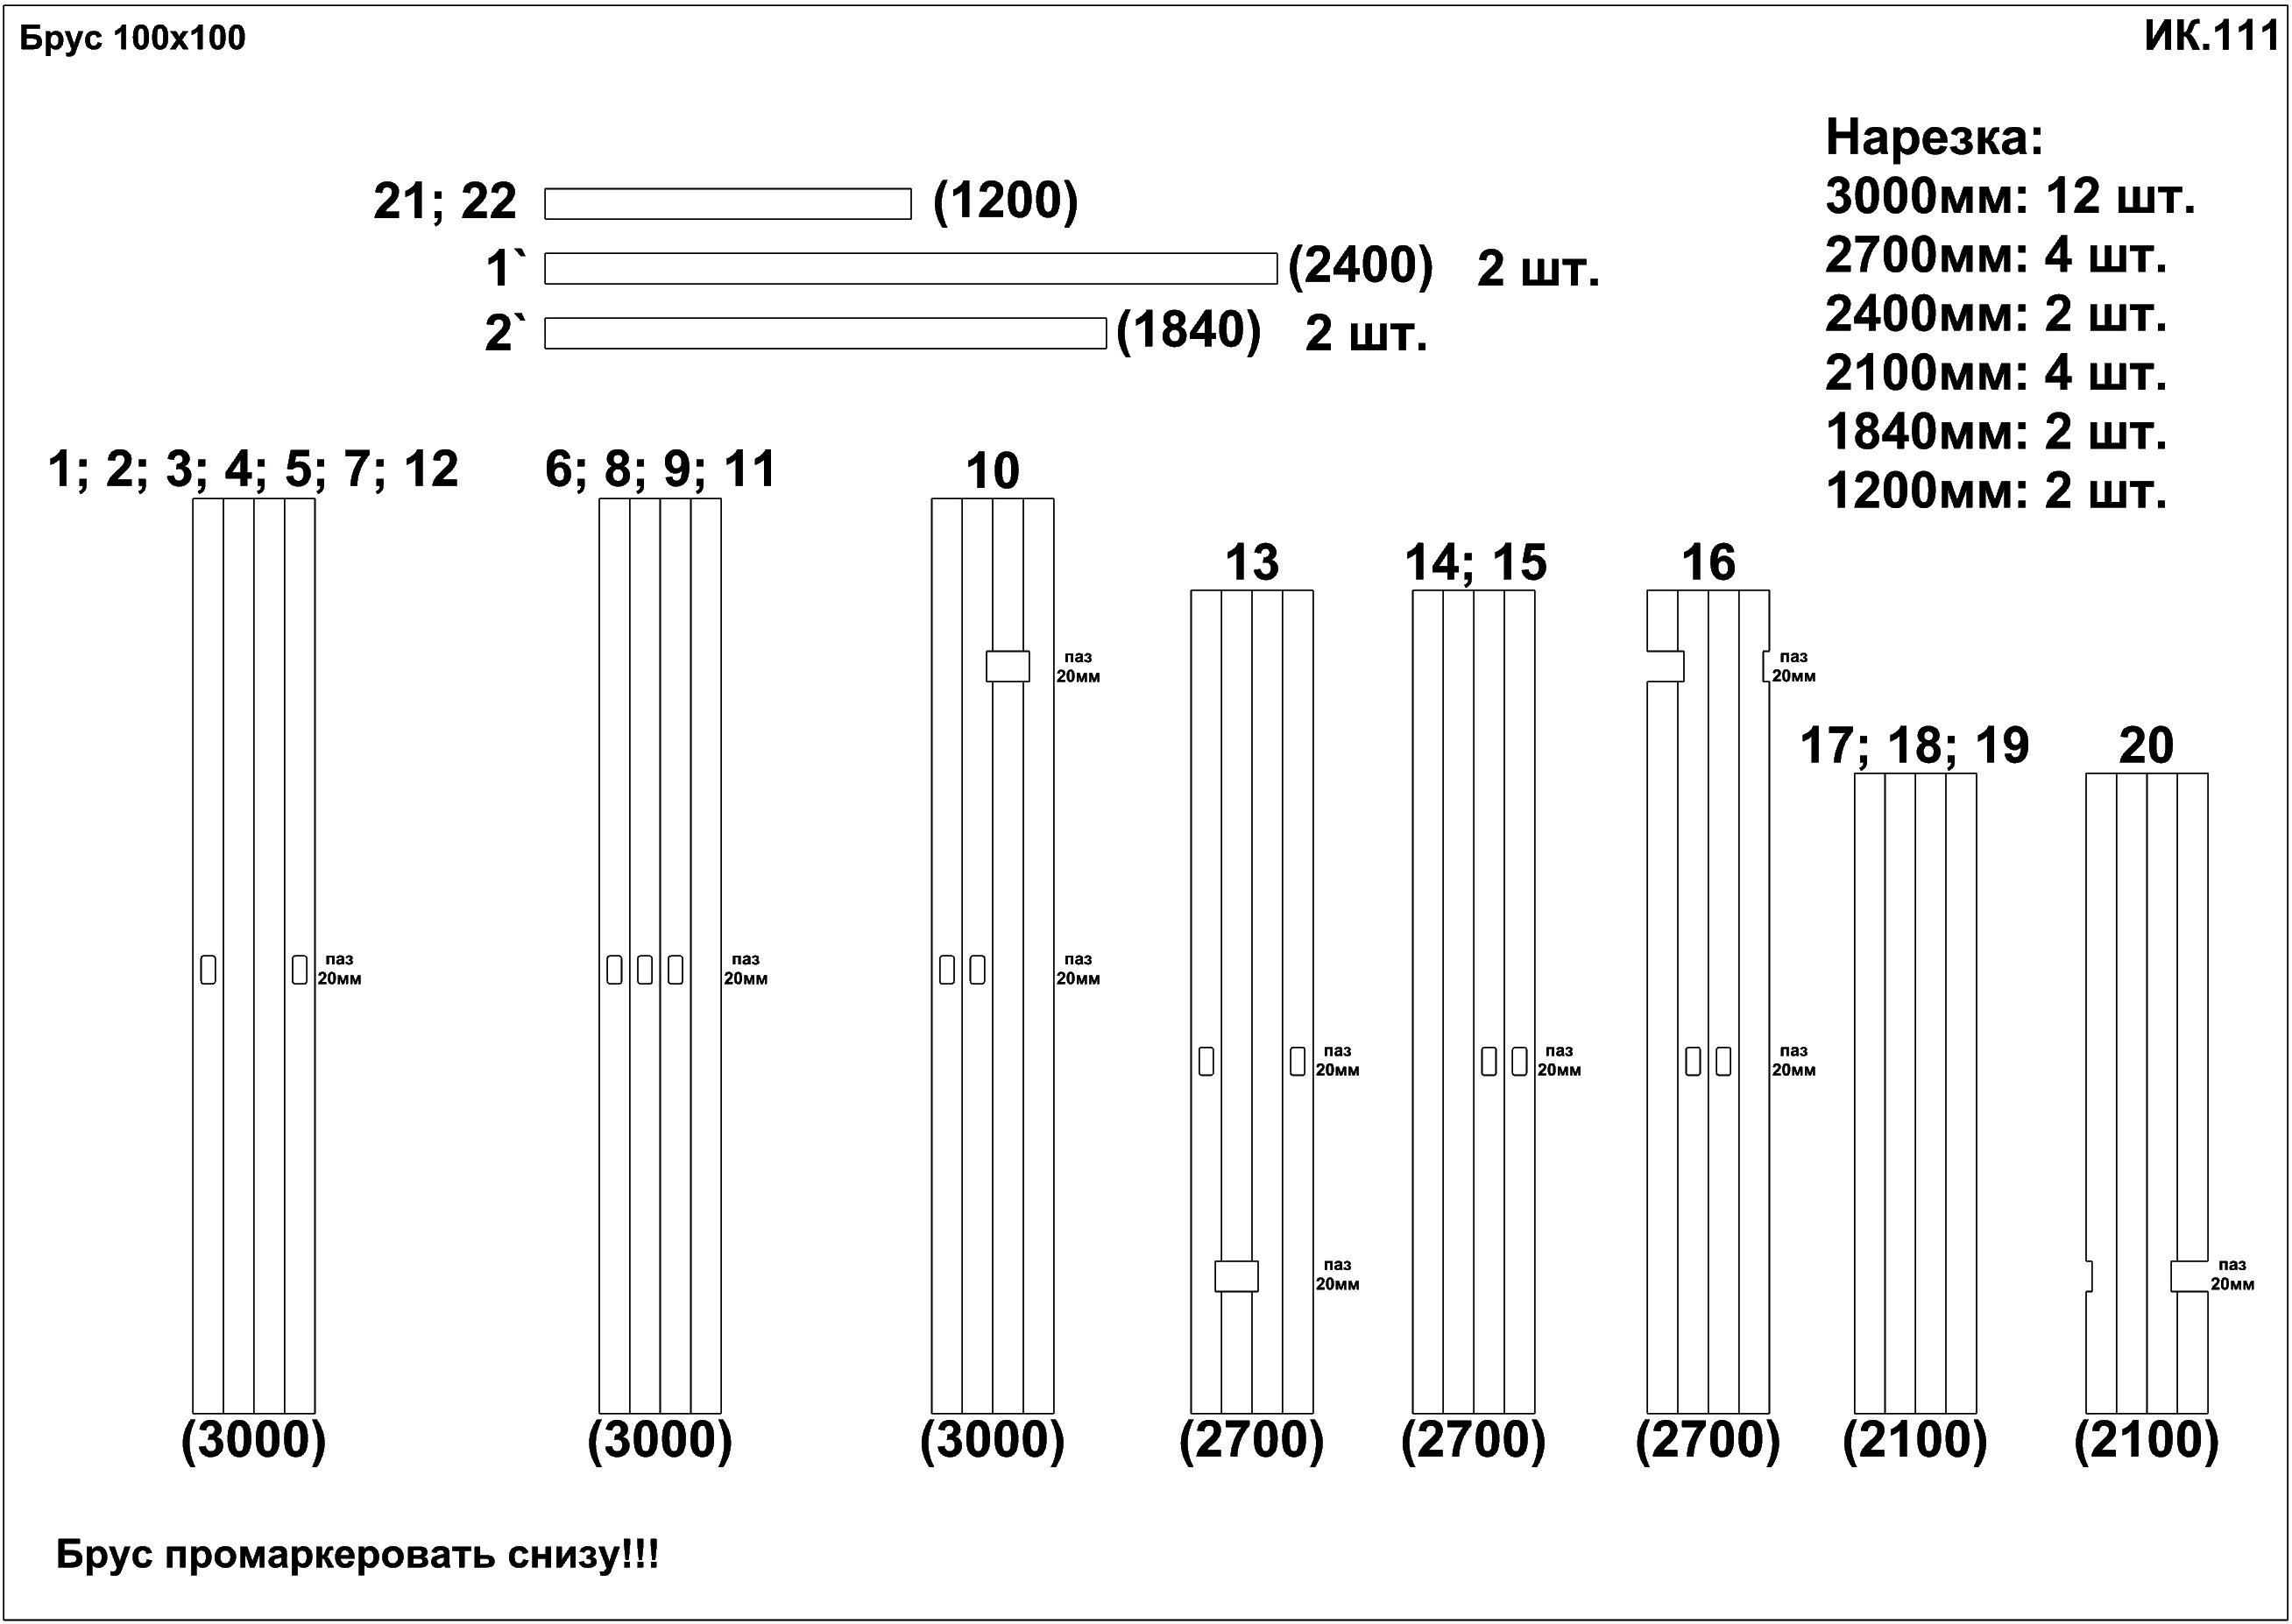 Брус 100х100
ИК.111
Нарезка:
3000мм: 12 шт.
2700мм: 4 шт.
2400мм: 2 шт.
2100мм: 4 шт.
1840мм: 2 шт.
1200мм: 2 шт.
21; 22 (1200)
1` (2400) 2 шт.
2` (1840) 2 шт.
1; 2; 3; 4; 5; 7; 12
паз
20мм
(3000)
6; 8; 9; 11
паз
20мм
(3000)
10
паз
20мм
паз
20мм
(3000)
13
паз
20мм
паз
20мм
(2700)
14; 15
паз
20мм
(2700)
16
паз
20мм
паз
20мм
(2700)
17; 18; 19
(2100)
20
паз
20мм
(2100)
Брус промаркеровать снизу!!!